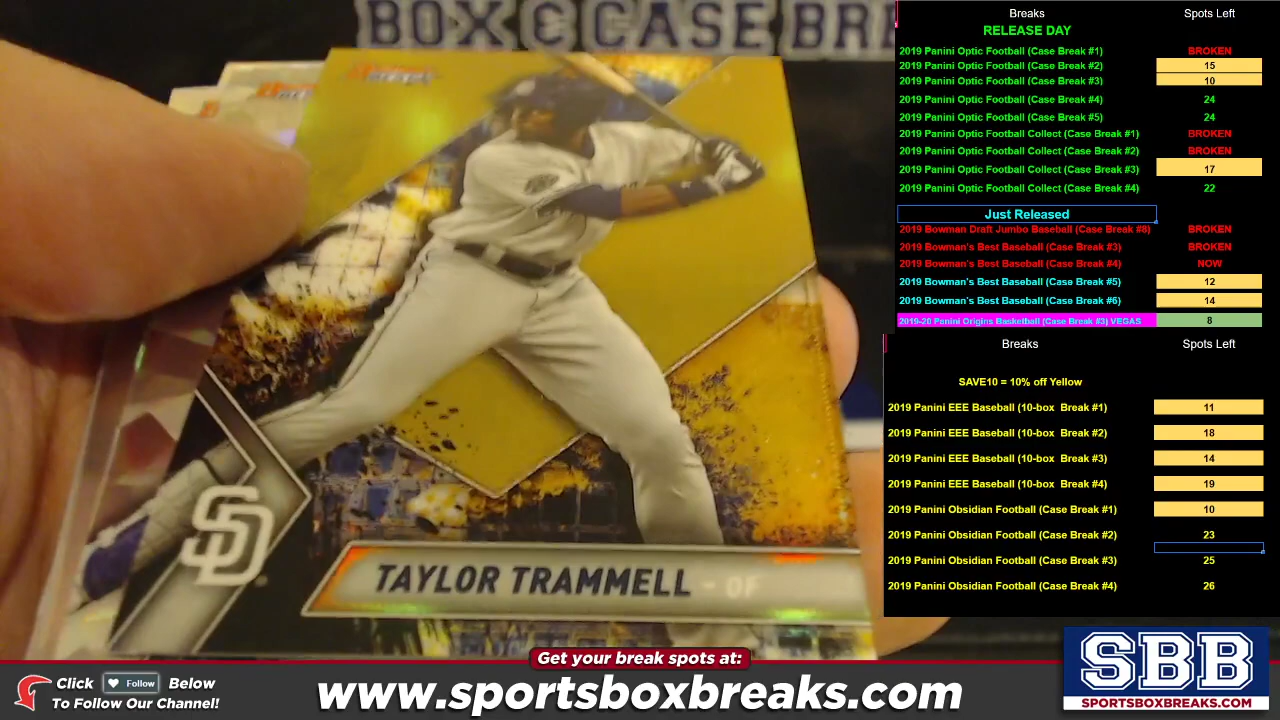 BOX & CASE BRE
SD
TAYLOR TRAMMELL - OF
Breaks Spots Left
RELEASE DAY
2019 Panini Optic Football (Case Break #1) BROKEN
2019 Panini Optic Football (Case Break #2) 15
2019 Panini Optic Football (Case Break #3) 10
2019 Panini Optic Football (Case Break #4) 24
2019 Panini Optic Football (Case Break #5) 24
2019 Panini Optic Football Collect (Case Break #1) BROKEN
2019 Panini Optic Football Collect (Case Break #2) BROKEN
2019 Panini Optic Football Collect (Case Break #3) 17
2019 Panini Optic Football Collect (Case Break #4) 22
Just Released
2019 Bowman Draft Jumbo Baseball (Case Break #8) BROKEN
2019 Bowman's Best Baseball (Case Break #3) BROKEN
2019 Bowman's Best Baseball (Case Break #4) NOW
2019 Bowman's Best Baseball (Case Break #5) 12
2019 Bowman's Best Baseball (Case Break #6) 14
2019-20 Panini Origins Basketball (Case Break #3) VEGAS 8
Breaks Spots Left
SAVE10 = 10% off Yellow
2019 Panini EEE Baseball (10-box Break #1) 11
2019 Panini EEE Baseball (10-box Break #2) 18
2019 Panini EEE Baseball (10-box Break #3) 14
2019 Panini EEE Baseball (10-box Break #4) 19
2019 Panini Obsidian Football (Case Break #1) 10
2019 Panini Obsidian Football (Case Break #2) 23
2019 Panini Obsidian Football (Case Break #3) 25
2019 Panini Obsidian Football (Case Break #4) 26
Get your break spots at:
Click Follow Below
To Follow Our Channel!
www.sportsboxbreaks.com
SBB
SPORTSBOXBREAKS.COM